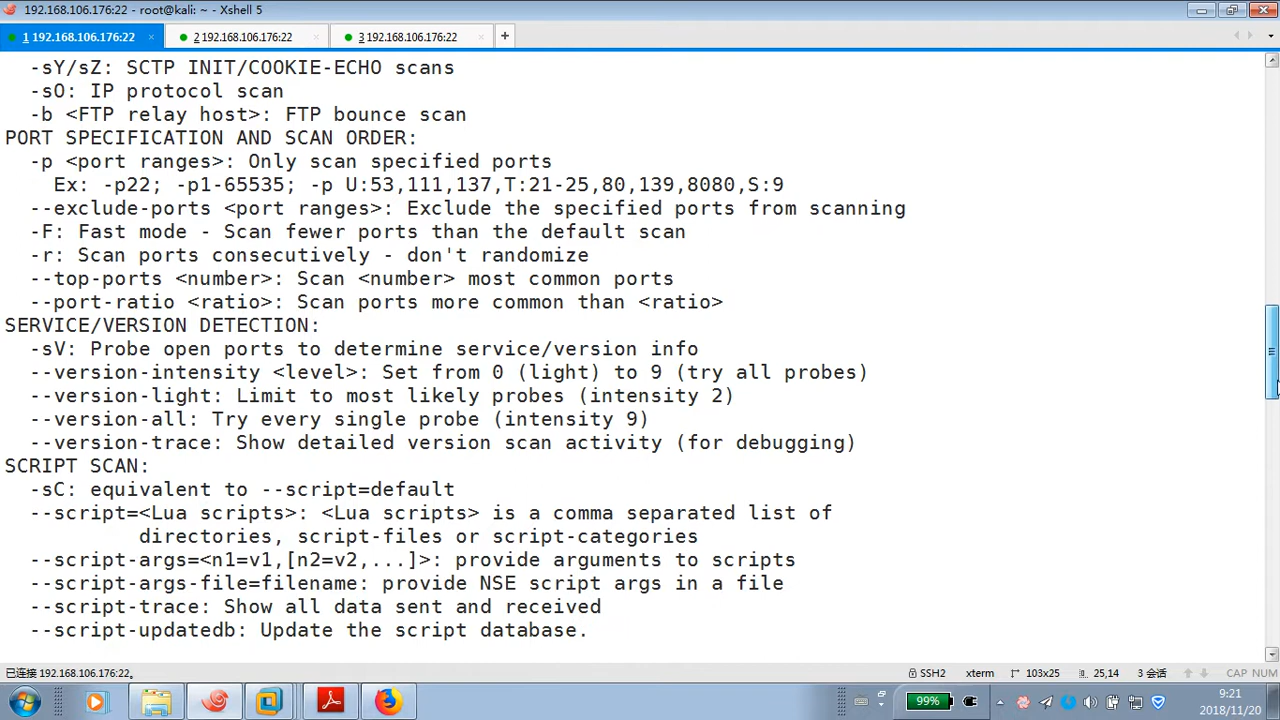 192.168.106.176:22 - root@kali: ~ - Xshell 5
1 192.168.106.176:22
2 192.168.106.176:22
3 192.168.106.176:22
-sY/sZ: SCTP INIT/COOKIE-ECHO scans
-sO: IP protocol scan
-b <FTP relay host>: FTP bounce scan
PORT SPECIFICATION AND SCAN ORDER:
-p <port ranges>: Only scan specified ports
Ex: -p22; -p1-65535; -p U:53,111,137,T:21-25,80,139,8080,S:9
--exclude-ports <port ranges>: Exclude the specified ports from scanning
-F: Fast mode - Scan fewer ports than the default scan
-r: Scan ports consecutively - don't randomize
--top-ports <number>: Scan <number> most common ports
--port-ratio <ratio>: Scan ports more common than <ratio>
SERVICE/VERSION DETECTION:
-sV: Probe open ports to determine service/version info
--version-intensity <level>: Set from 0 (light) to 9 (try all probes)
--version-light: Limit to most likely probes (intensity 2)
--version-all: Try every single probe (intensity 9)
--version-trace: Show detailed version scan activity (for debugging)
SCRIPT SCAN:
-sC: equivalent to --script=default
--script=<Lua scripts>: <Lua scripts> is a comma separated list of
directories, script-files or script-categories
--script-args=<n1=v1,[n2=v2,...]>: provide arguments to scripts
--script-args-file=filename: provide NSE script args in a file
--script-trace: Show all data sent and received
--script-updatedb: Update the script database.
已连接 192.168.106.176:22。
SSH2
xterm
103x25
25,14
3 会话
CAP NUM
99%
9:21
2018/11/20